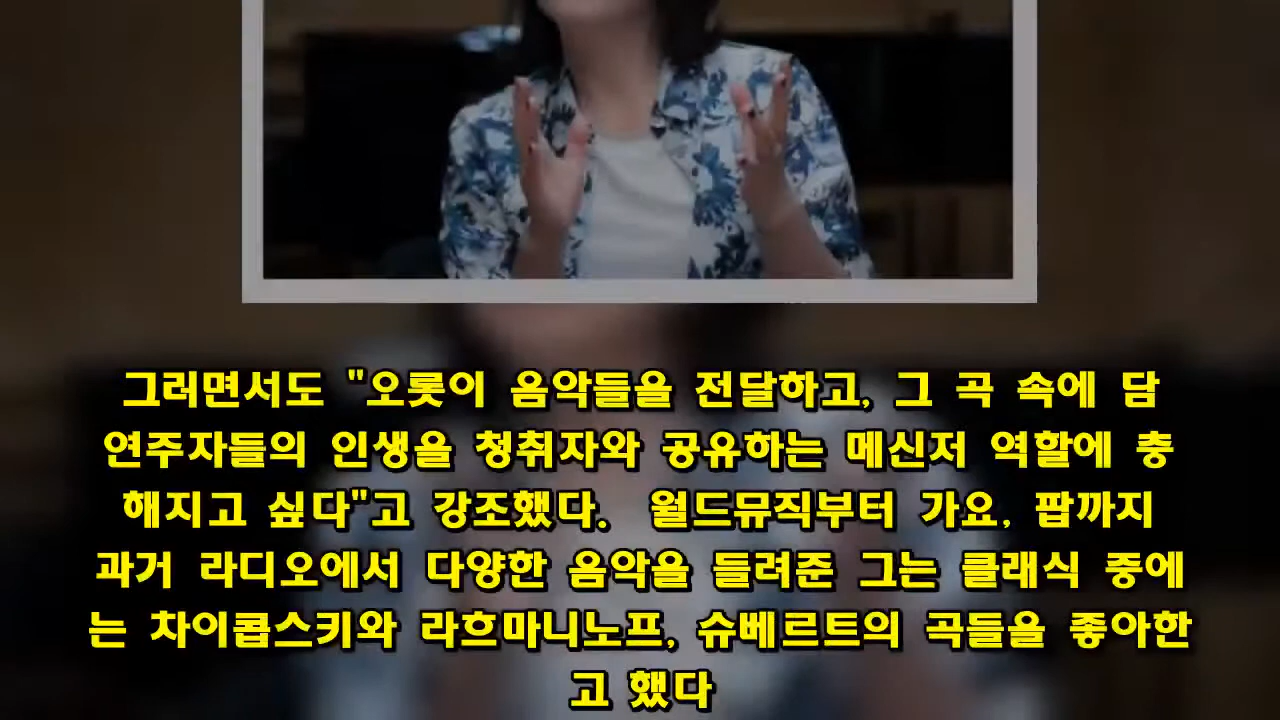 그러면서도 "오롯이 음악들을 전달하고, 그 곡 속에 담
연주자들의 인생을 청취자와 공유하는 메신저 역할에 충
해지고 싶다"고 강조했다. 월드뮤직부터 가요, 팝까지
과거 라디오에서 다양한 음악을 들려준 그는 클래식 중에
는 차이콥스키와 라흐마니노프, 슈베르트의 곡들을 좋아한
고 했다